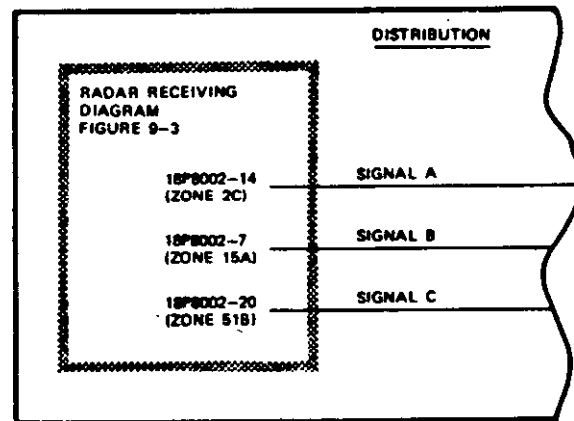 DISTRIBUTION
RADAR RECEIVING
DIAGRAM
FIGURE 9-3
18P8002-14
(ZONE 2C)
SIGNAL A
18P8002-7
(ZONE 15A)
SIGNAL B
18P8002-20
(ZONE 51B)
SIGNAL C